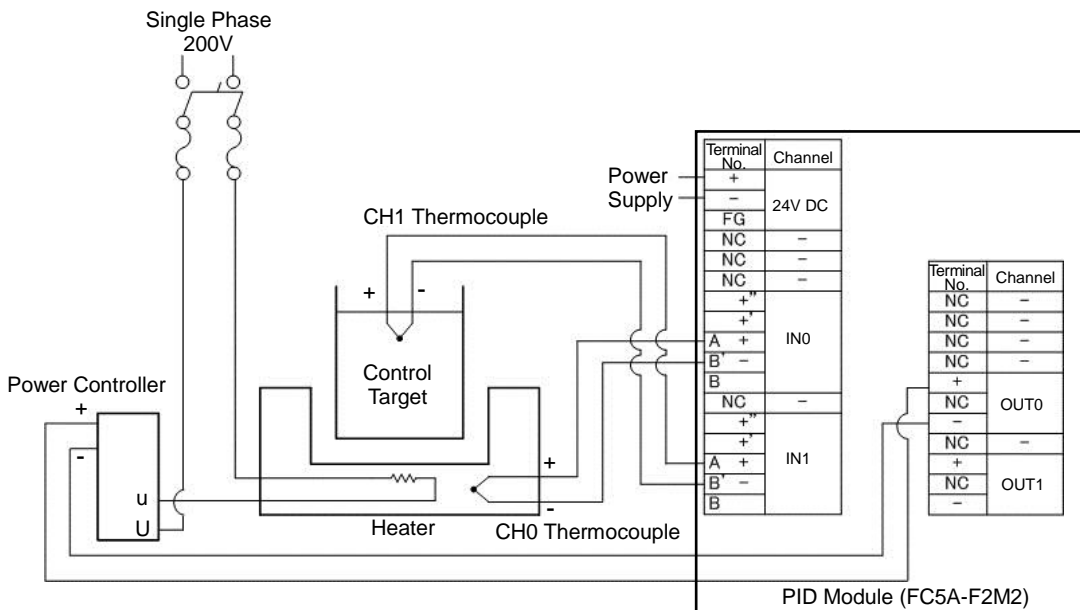 Single Phase
200V
Power
Supply
CH1 Thermocouple
+ -
Control
Target
Power Controller
+
-
u
U
Heater
+
-
CH0 Thermocouple
Terminal No. Channel
+ 24V DC
-
FG
NC -
NC -
NC -
+" IN0
+'
A +
B' -
B
NC -
+" IN1
+'
A +
B' -
B
Terminal No. Channel
NC -
NC -
NC -
NC -
+ OUT0
NC
-
NC -
+ OUT1
NC
-
PID Module (FC5A-F2M2)